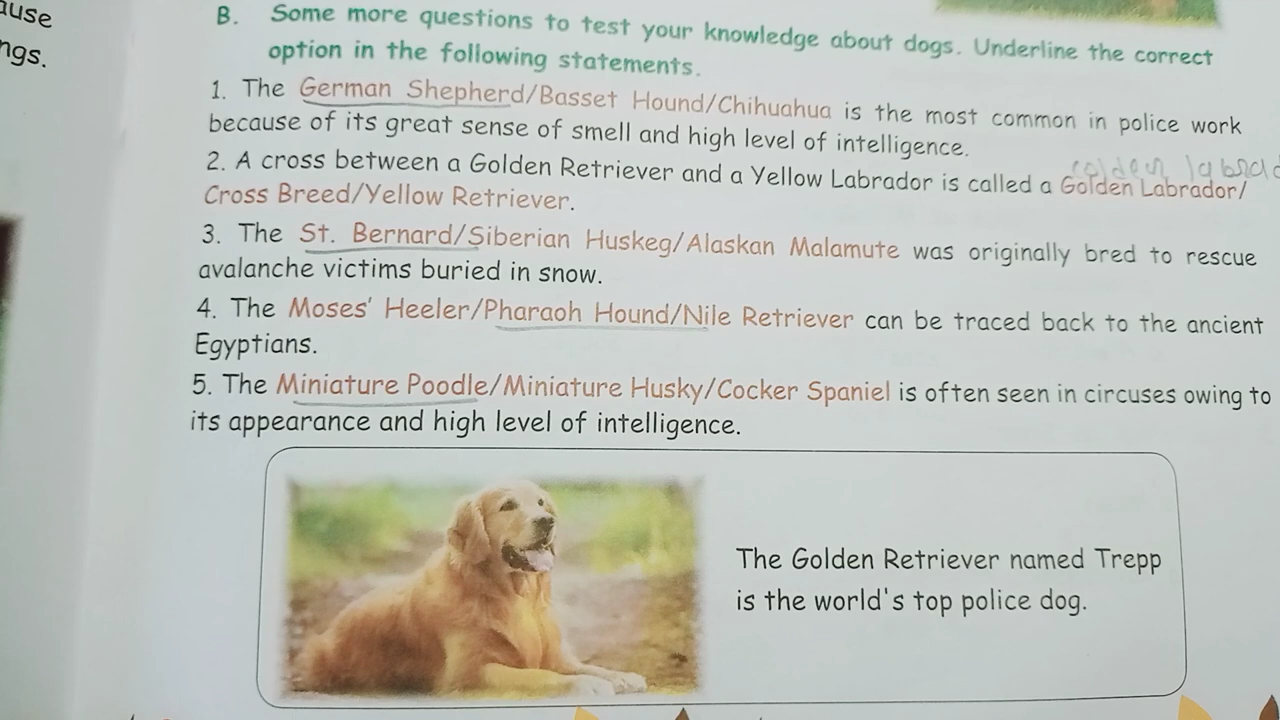 ause
ngs.
B. Some more questions to test your knowledge about dogs. Underline the correct
option in the following statements.
1. The German Shepherd/Basset Hound/Chihuahua is the most common in police work
because of its great sense of smell and high level of intelligence.
2. A cross between a Golden Retriever and a Yellow Labrador is called a Golden Labrador/
Cross Breed/Yellow Retriever.
3. The St. Bernard/Siberian Huskeg/Alaskan Malamute was originally bred to rescue
avalanche victims buried in snow.
4. The Moses' Heeler/Pharaoh Hound/Nile Retriever can be traced back to the ancient
Egyptians.
5. The Miniature Poodle/Miniature Husky/Cocker Spaniel is often seen in circuses owing to
its appearance and high level of intelligence.
The Golden Retriever named Trepp
is the world's top police dog.